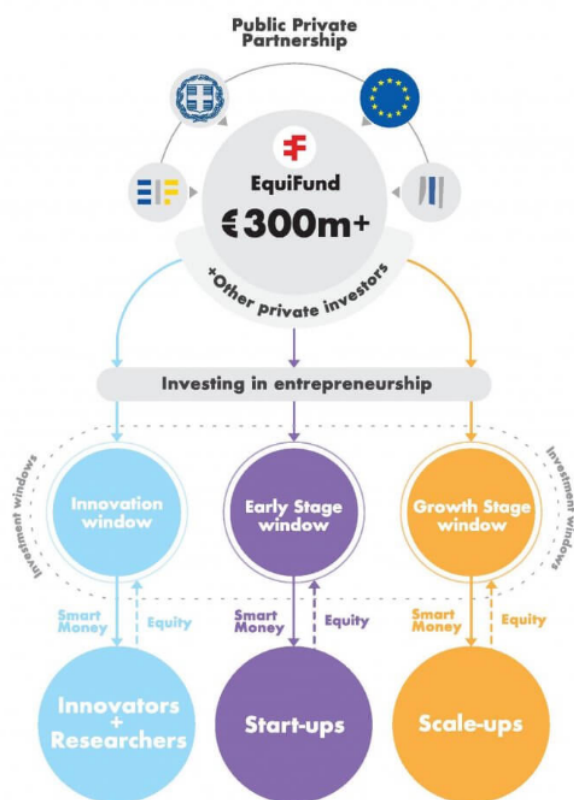 Public Private
Partnership
EIF
EquiFund
€300m+
+Other private investors
Investing in entrepreneurship
Investment windows
Investment windows
Innovation
window
Early Stage
window
Growth Stage
window
Smart
Money
Equity
Smart
Money
Equity
Smart
Money
Equity
Innovators
+
Researchers
Start-ups
Scale-ups